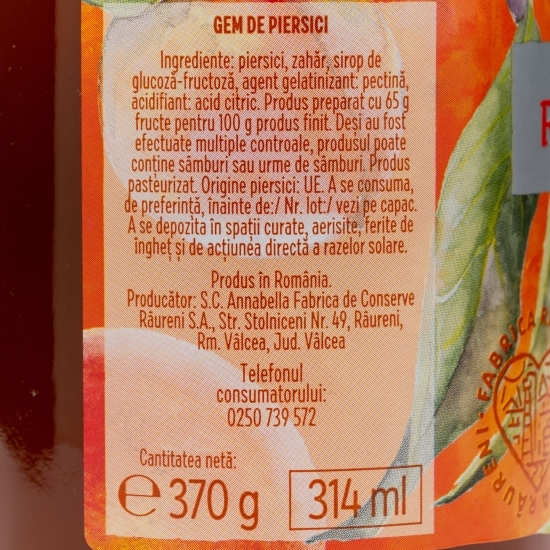 GEM DE PIERSICI
Ingrediente: piersici, zahăr, sirop de
glucoză-fructoză, agent gelatinizant: pectină,
acidifiant: acid citric. Produs preparat cu 65 g
fructe pentru 100 g produs finit. Deși au fost
efectuate multiple controale, produsul poate
conține sâmburi sau urme de sâmburi. Produs
pasteurizat. Origine piersici: UE. A se consuma,
de preferință, înainte de:/ Nr. lot:/ vezi pe capac.
A se depozita în spații curate, aerisite, ferite de
îngheț și de acțiunea directă a razelor solare.
Produs în România.
Producător: S.C. Annabella Fabrica de Conserve
Râureni S.A., Str. Stolniceni Nr. 49, Râureni,
Rm. Vâlcea, Jud. Vâlcea
Telefonul
consumatorului:
0250 739 572
Cantitatea netă:
℮ 370 g 314 ml
RÂURENI · FABRICA